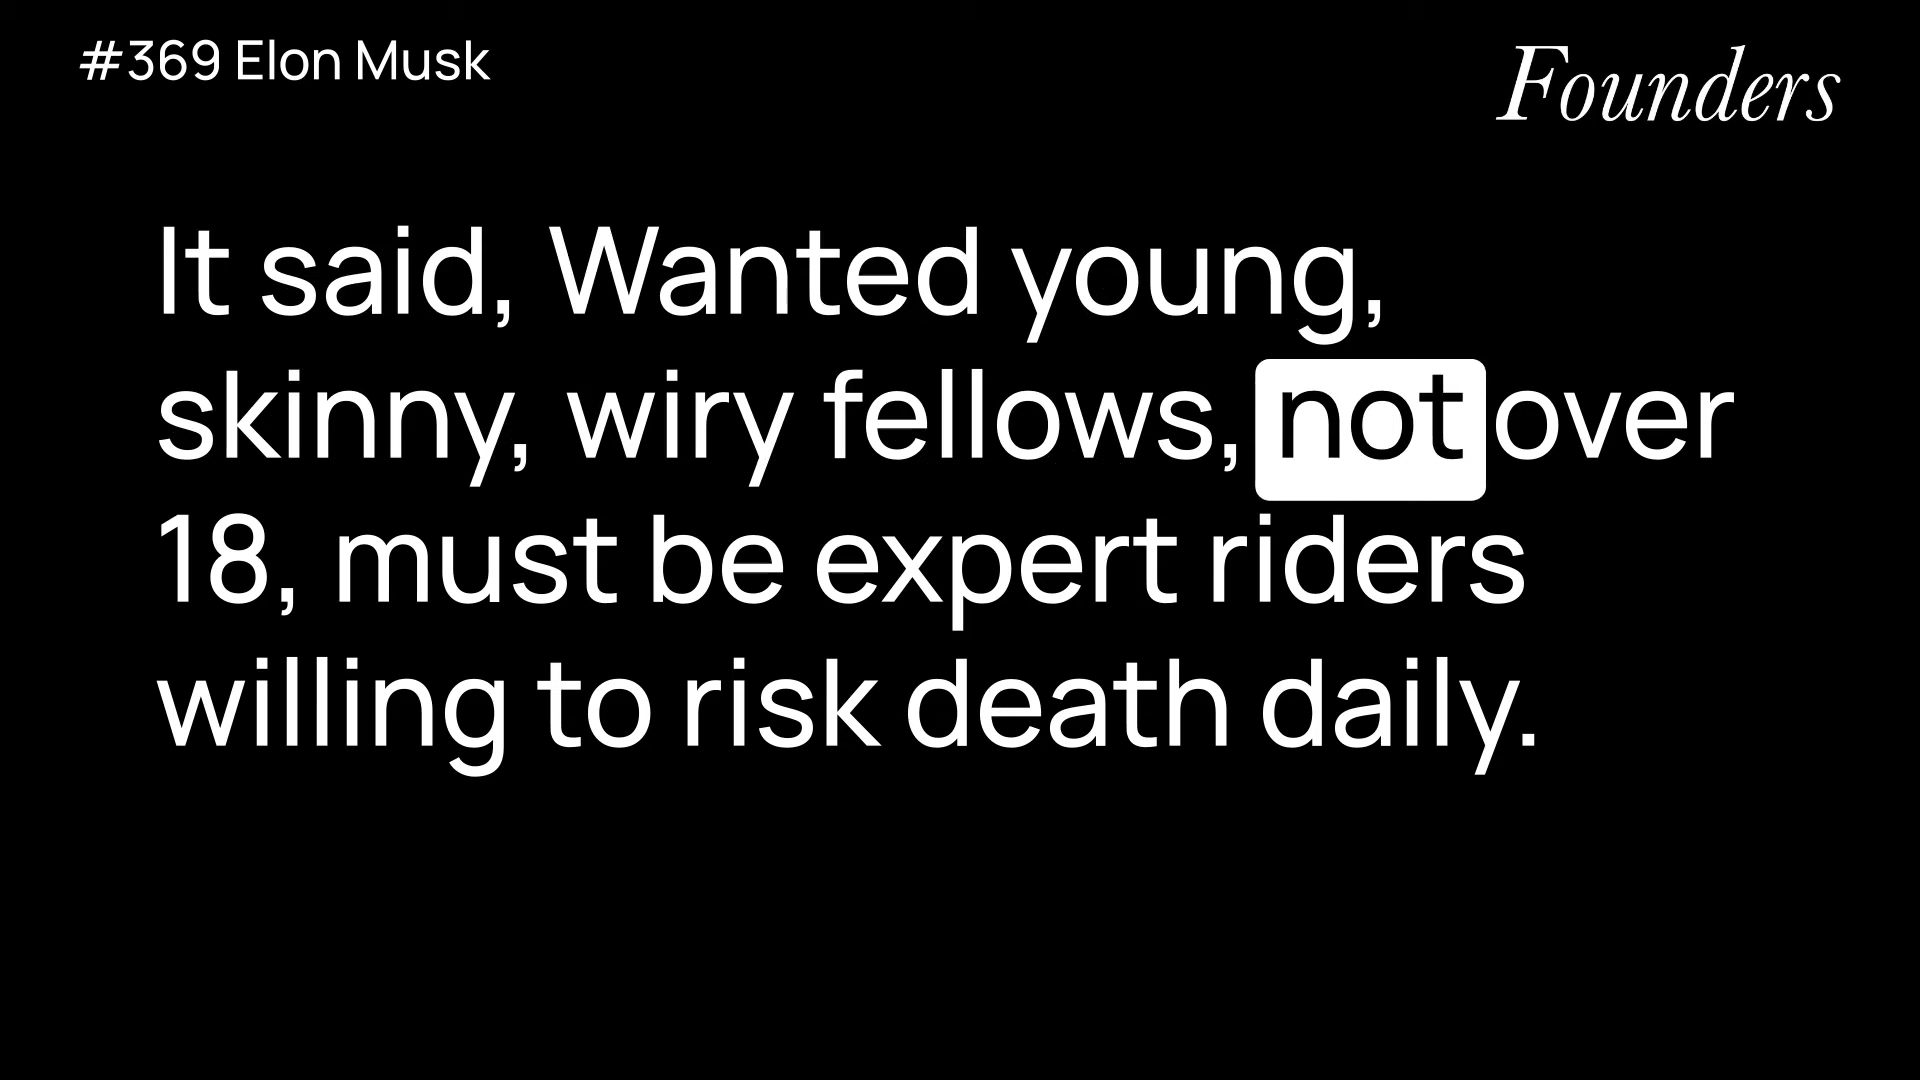 #369 Elon Musk
Founders
It said, Wanted young,
skinny, wiry fellows, not over
18, must be expert riders
willing to risk death daily.